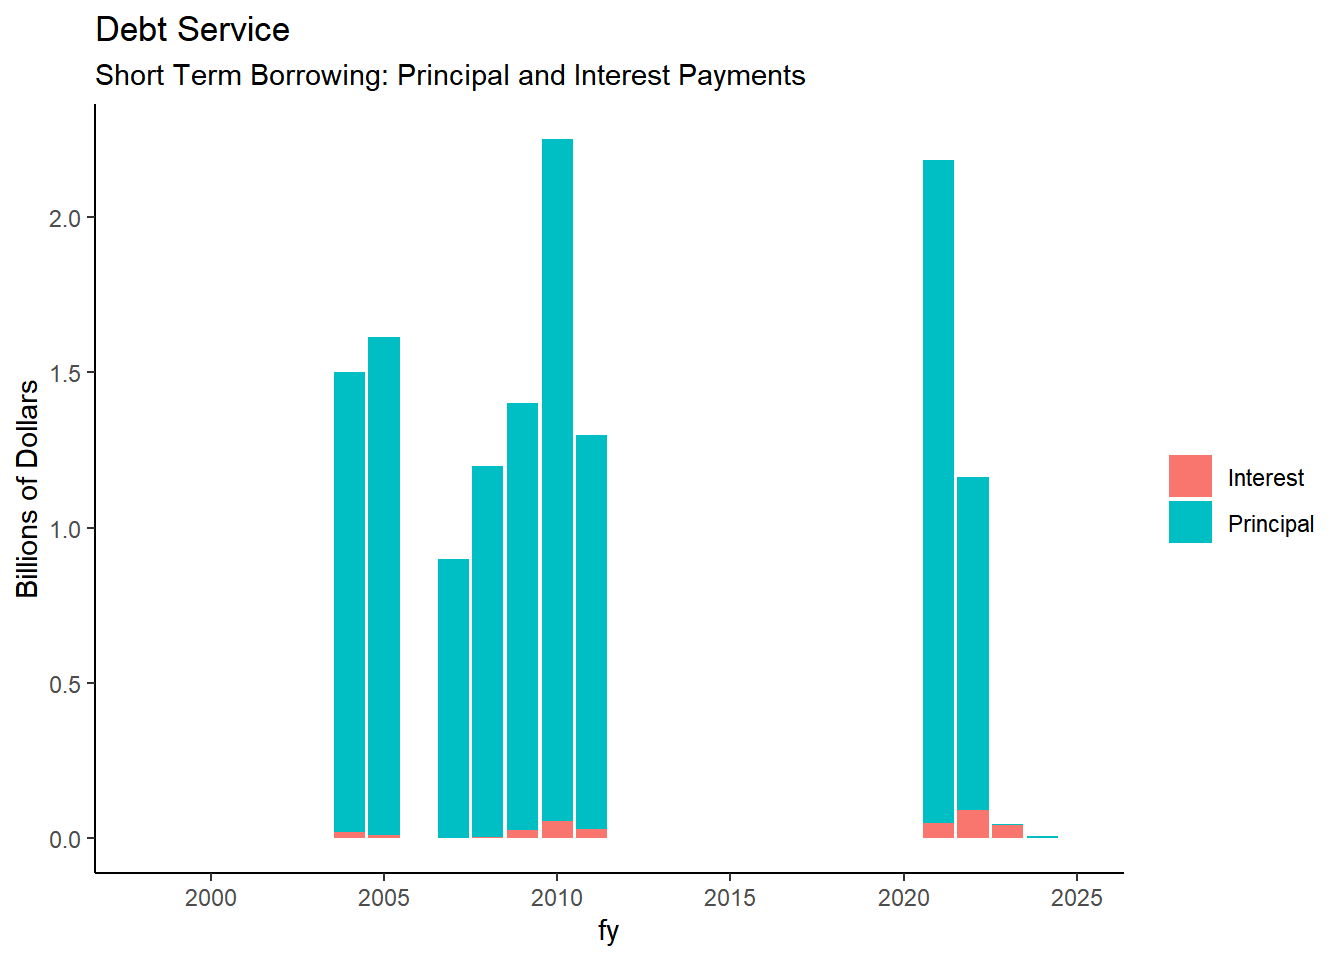 Debt Service
Short Term Borrowing: Principal and Interest Payments
Billions of Dollars
2.0
1.5
1.0
0.5
0.0
2000 2005 2010 2015 2020 2025
fy
Interest
Principal